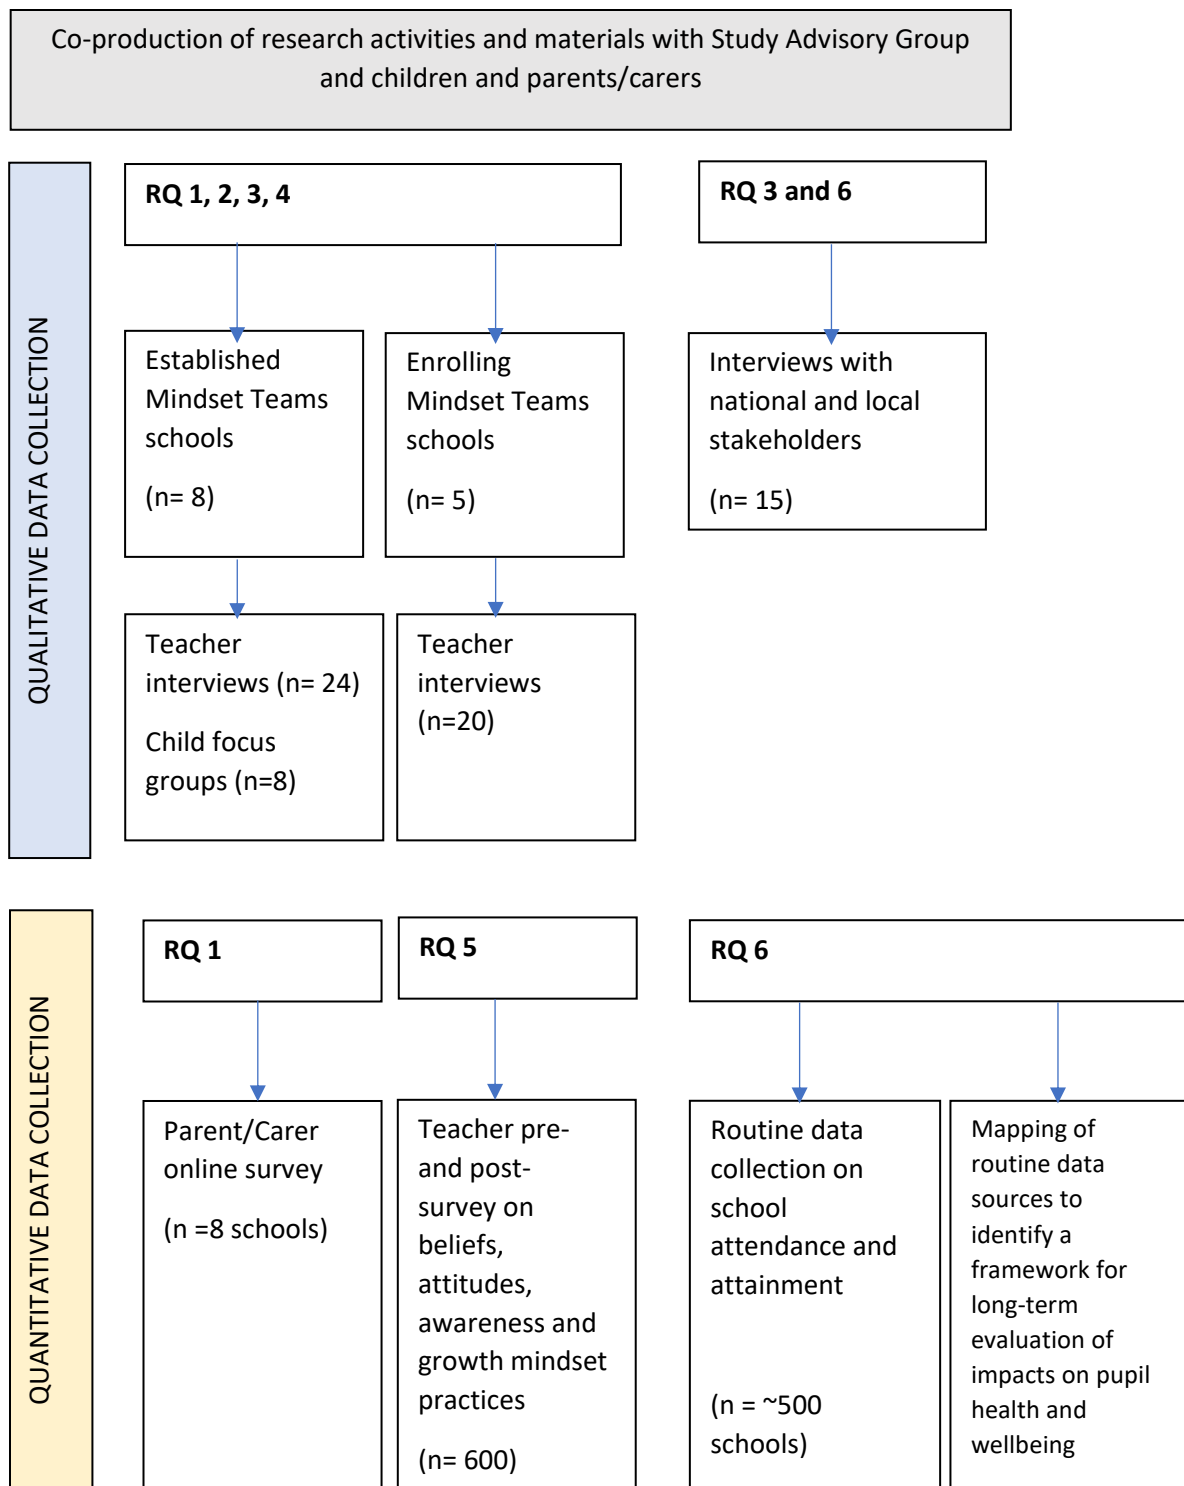 Co-production of research activities and materials with Study Advisory Group
and children and parents/carers
QUALITATIVE DATA COLLECTION
RQ 1, 2, 3, 4
RQ 3 and 6
Established
Mindset Teams
schools
(n= 8)
Enrolling
Mindset Teams
schools
(n= 5)
Interviews with
national and local
stakeholders
(n= 15)
Teacher
interviews (n= 24)
Child focus
groups (n=8)
Teacher
interviews
(n=20)
QUANTITATIVE DATA COLLECTION
RQ 1
RQ 5
RQ 6
Parent/Carer
online survey
(n =8 schools)
Teacher pre-
and post-
survey on
beliefs,
attitudes,
awareness and
growth mindset
practices
(n= 600)
Routine data
collection on
school
attendance and
attainment
(n = ~500
schools)
Mapping of
routine data
sources to
identify a
framework for
long-term
evaluation of
impacts on pupil
health and
wellbeing